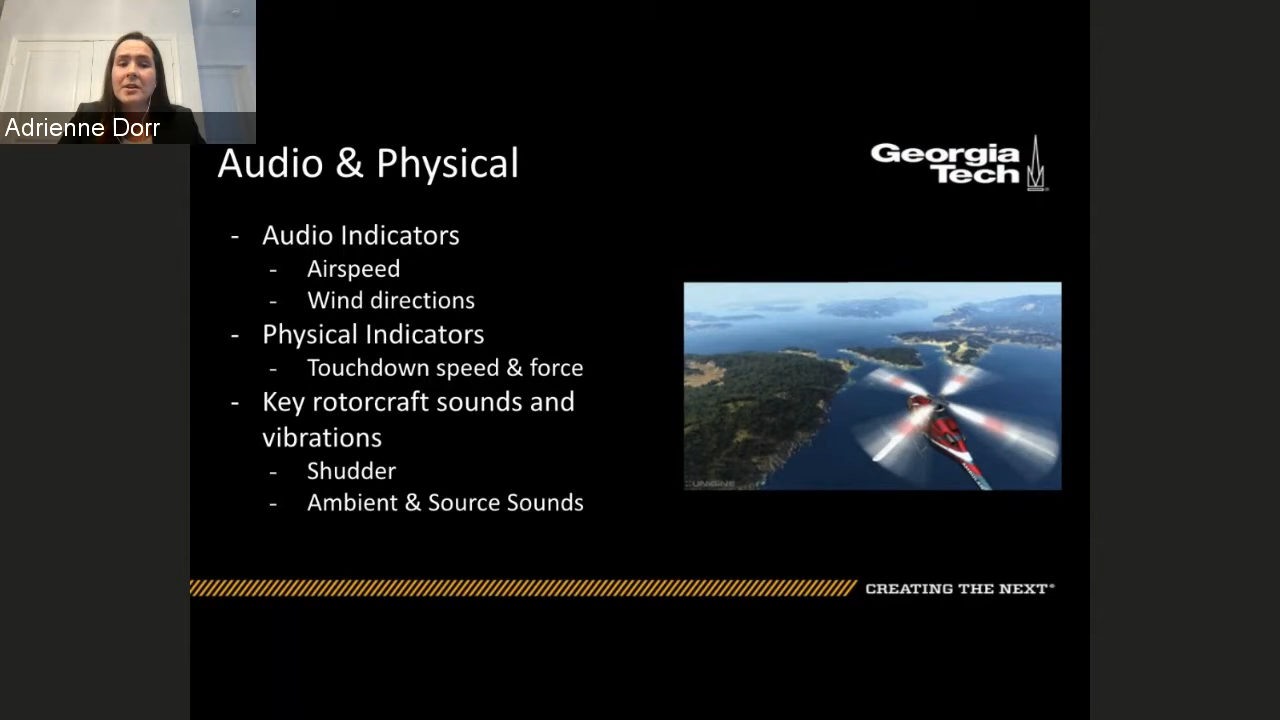 Adrienne Dorr
Audio & Physical
Georgia
Tech
- Audio Indicators
- Airspeed
- Wind directions
- Physical Indicators
- Touchdown speed & force
- Key rotorcraft sounds and
vibrations
- Shudder
- Ambient & Source Sounds
UNIGINE
CREATING THE NEXT®